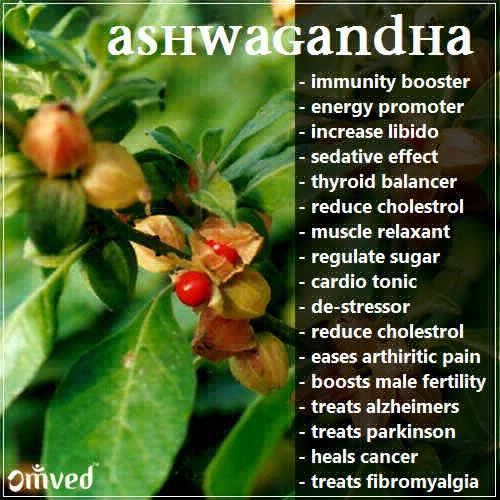 ASHWAGANDHA
- immunity booster
- energy promoter
- increase libido
- sedative effect
- thyroid balancer
- reduce cholestrol
- muscle relaxant
- regulate sugar
- cardio tonic
- de-stressor
- reduce cholestrol
- eases arthiritic pain
- boosts male fertility
- treats alzheimers
- treats parkinson
- heals cancer
- treats fibromyalgia
omved™